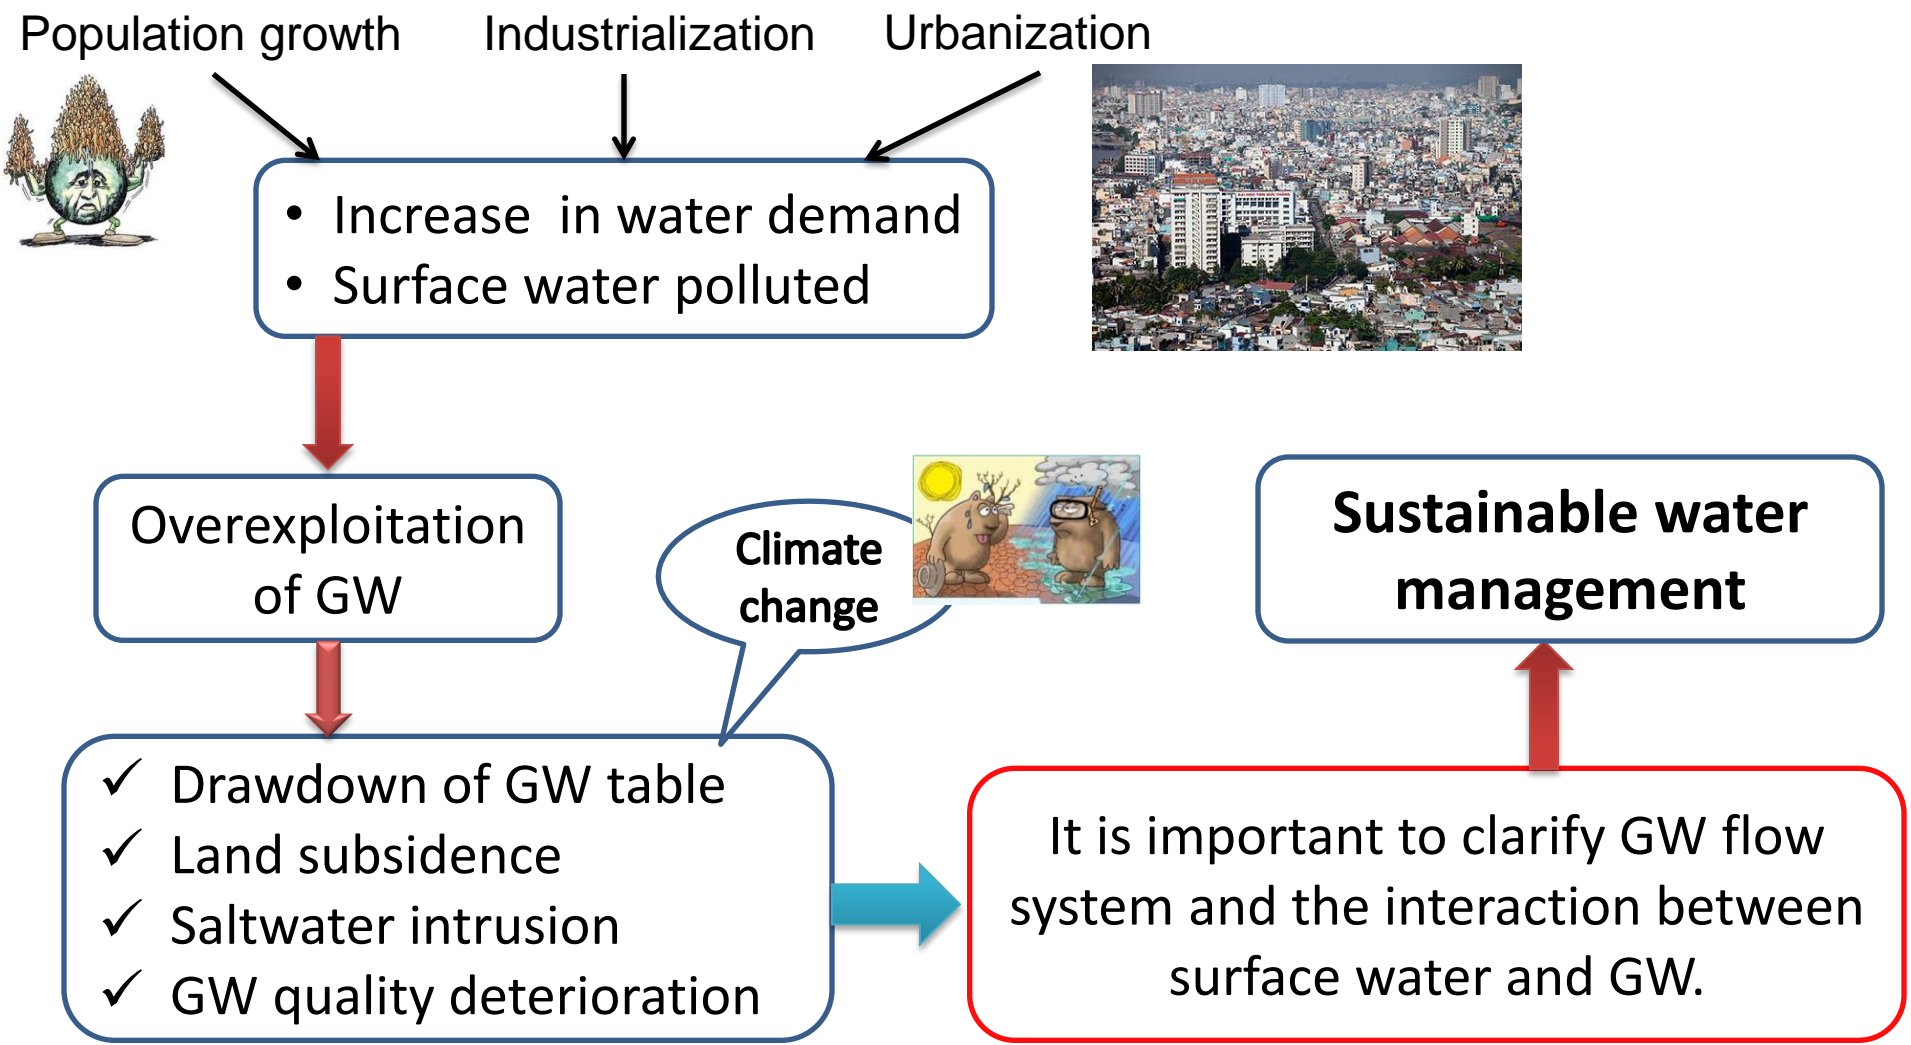 Population growth
Industrialization
Urbanization
• Increase in water demand
• Surface water polluted
Overexploitation
of GW
Climate
change
✓ Drawdown of GW table
✓ Land subsidence
✓ Saltwater intrusion
✓ GW quality deterioration
It is important to clarify GW flow
system and the interaction between
surface water and GW.
Sustainable water
management